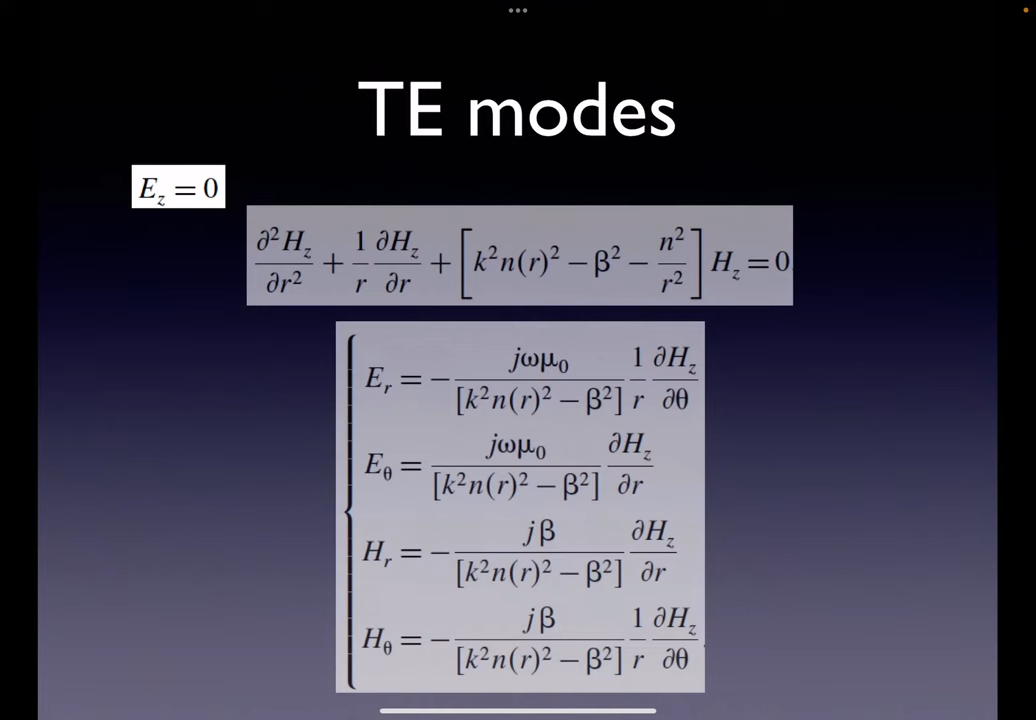 TE modes
E_z = 0
∂²H_z/∂r² + (1/r) ∂H_z/∂r + [k²n(r)² − β² − n²/r²] H_z = 0
E_r = − jωμ₀/[k²n(r)² − β²] (1/r) ∂H_z/∂θ
E_θ = jωμ₀/[k²n(r)² − β²] ∂H_z/∂r
H_r = − jβ/[k²n(r)² − β²] ∂H_z/∂r
H_θ = − jβ/[k²n(r)² − β²] (1/r) ∂H_z/∂θ